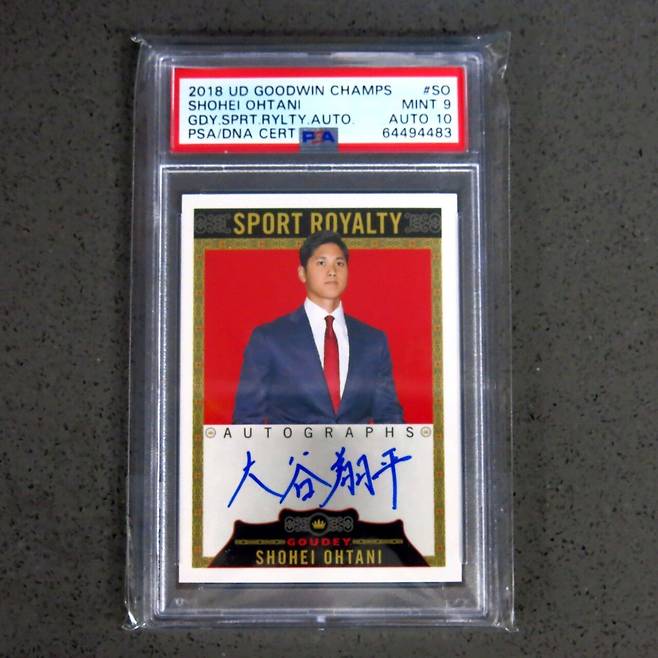 2018 UD GOODWIN CHAMPS #SO
SHOHEI OHTANI MINT 9
GDY.SPRT.RYLTY.AUTO. AUTO 10
PSA/DNA CERT PSA 64494483
SPORT ROYALTY
AUTOGRAPHS
大谷翔平
GOUDEY
SHOHEI OHTANI